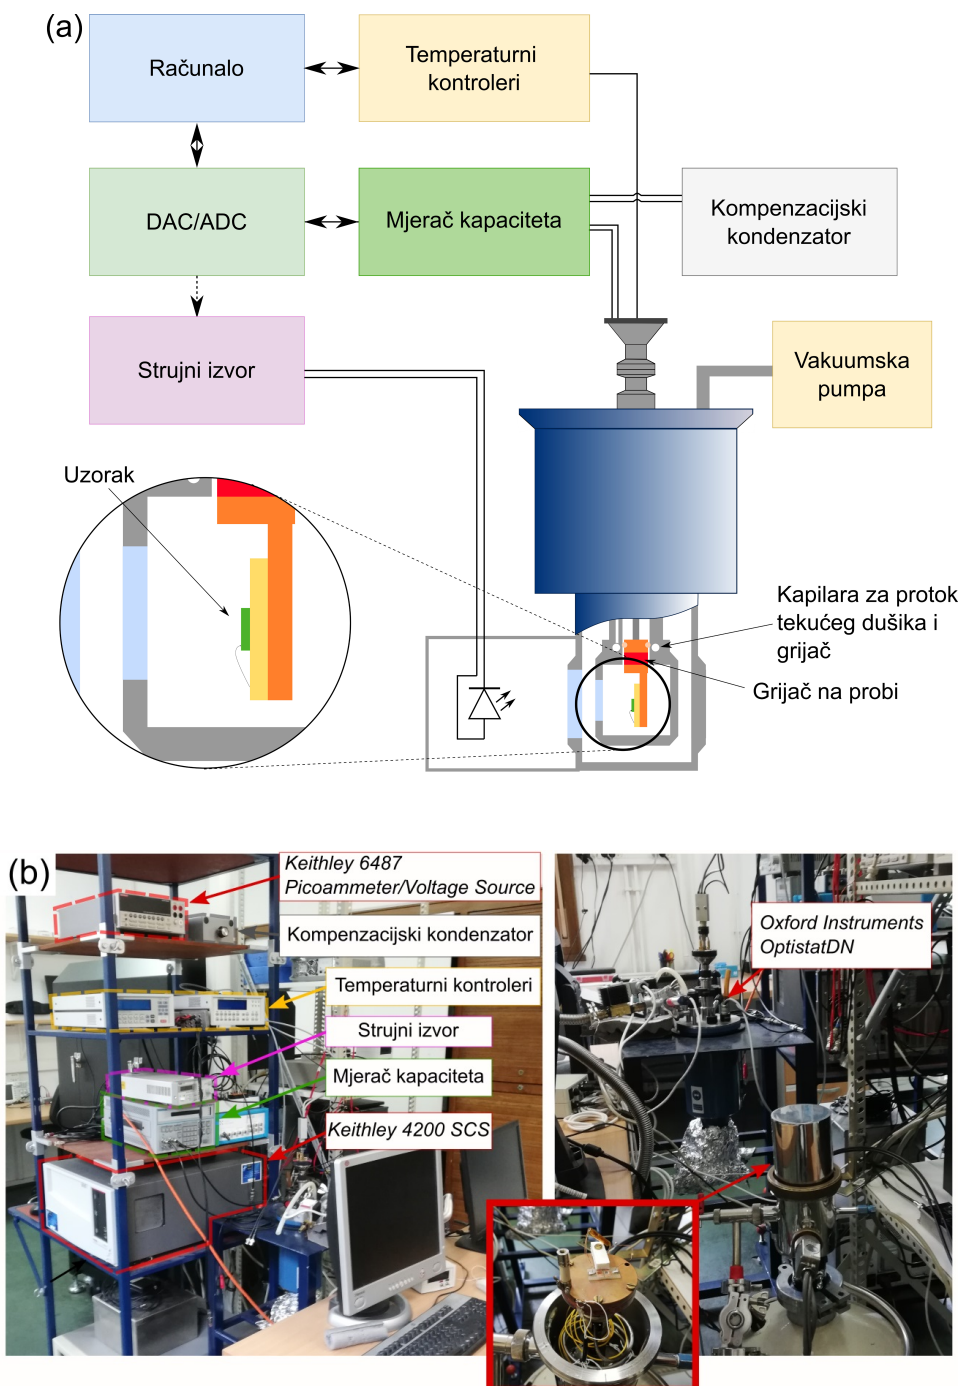 (a)
Računalo
Temperaturni
kontroleri
DAC/ADC
Mjerač kapaciteta
Kompenzacijski
kondenzator
Strujni izvor
Vakuumska
pumpa
Uzorak
Kapilara za protok
tekućeg dušika i
grijač
Grijač na probi
(b)
Keithley 6487
Picoammeter/Voltage Source
Kompenzacijski kondenzator
Temperaturni kontroleri
Strujni izvor
Mjerač kapaciteta
Keithley 4200 SCS
Oxford Instruments
OptistatDN